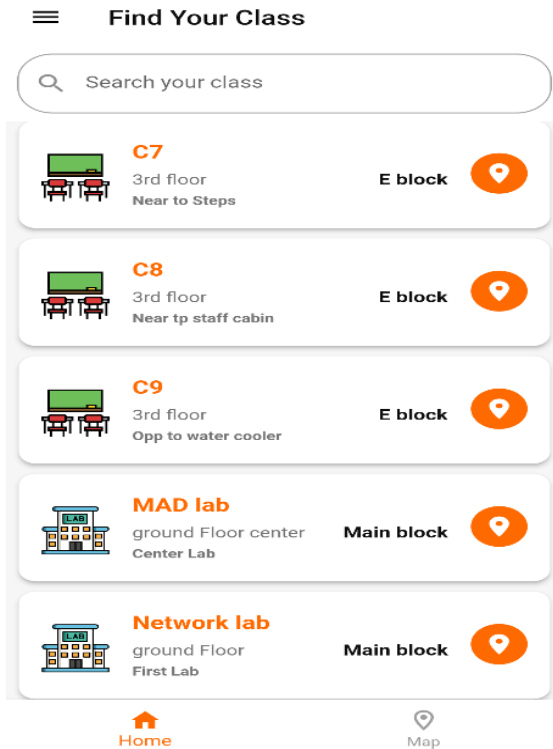 Find Your Class
Search your class
C7
3rd floor
E block
Near to Steps
C8
3rd floor
E block
Near tp staff cabin
C9
3rd floor
E block
Opp to water cooler
LAB
MAD lab
ground Floor center
Main block
Center Lab
LAB
Network lab
ground Floor
Main block
First Lab
Home
Map